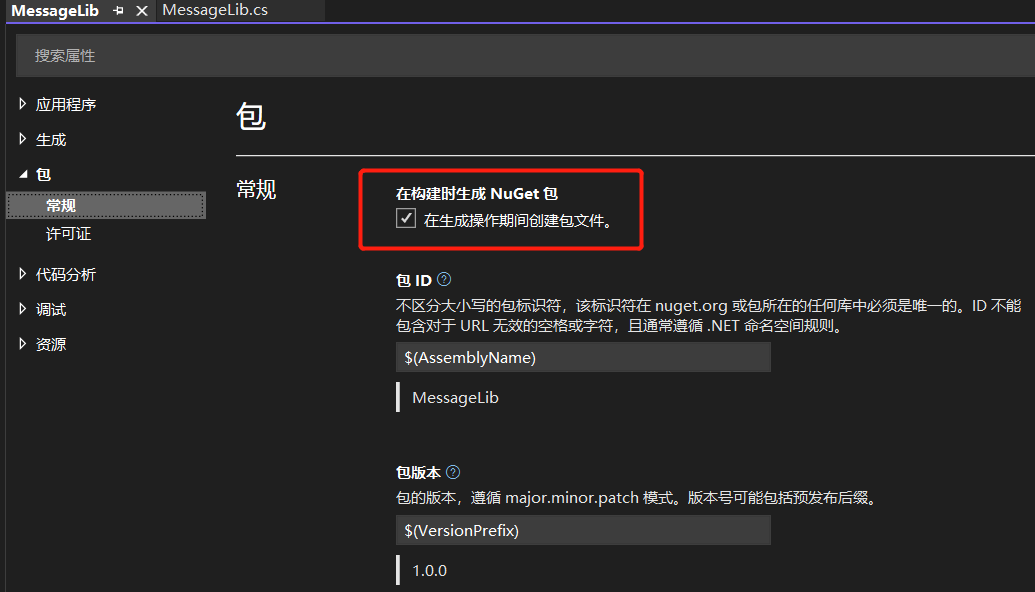 MessageLib
MessageLib.cs
搜索属性
应用程序
生成
包
常规
许可证
代码分析
调试
资源
包
常规
在构建时生成 NuGet 包
在生成操作期间创建包文件。
包 ID
不区分大小写的包标识符，该标识符在 nuget.org 或包所在的任何库中必须是唯一的。ID 不能
包含对于 URL 无效的空格或字符，且通常遵循 .NET 命名空间规则。
$(AssemblyName)
MessageLib
包版本
包的版本，遵循 major.minor.patch 模式。版本号可能包括预发布后缀。
$(VersionPrefix)
1.0.0